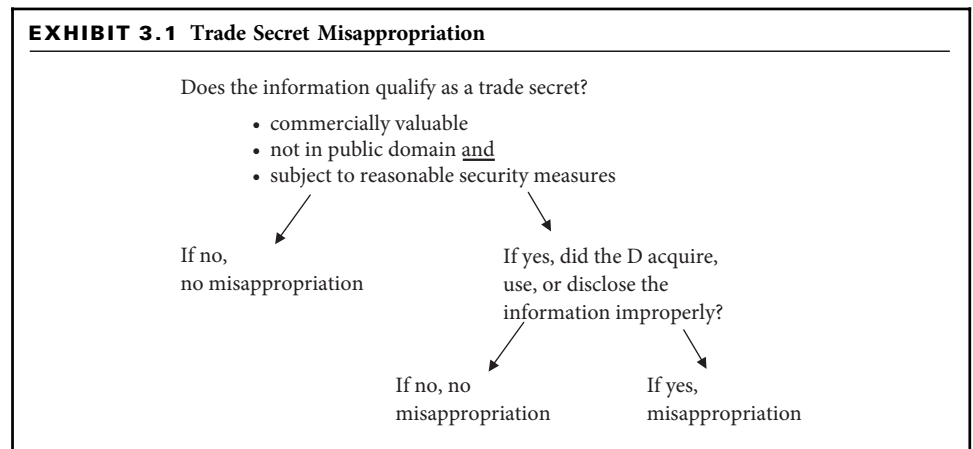 EXHIBIT 3.1 Trade Secret Misappropriation
Does the information qualify as a trade secret?
• commercially valuable
• not in public domain and
• subject to reasonable security measures
If no,
no misappropriation
If yes, did the D acquire,
use, or disclose the
information improperly?
If no, no
misappropriation
If yes,
misappropriation